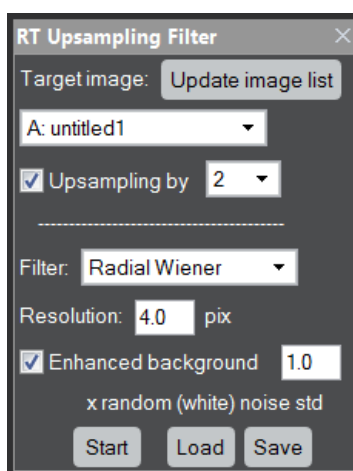 RT Upsampling Filter
Target image: Update image list
A: untitled1
Upsampling by 2
Filter: Radial Wiener
Resolution: 4.0 pix
Enhanced background 1.0
x random (white) noise std
Start Load Save